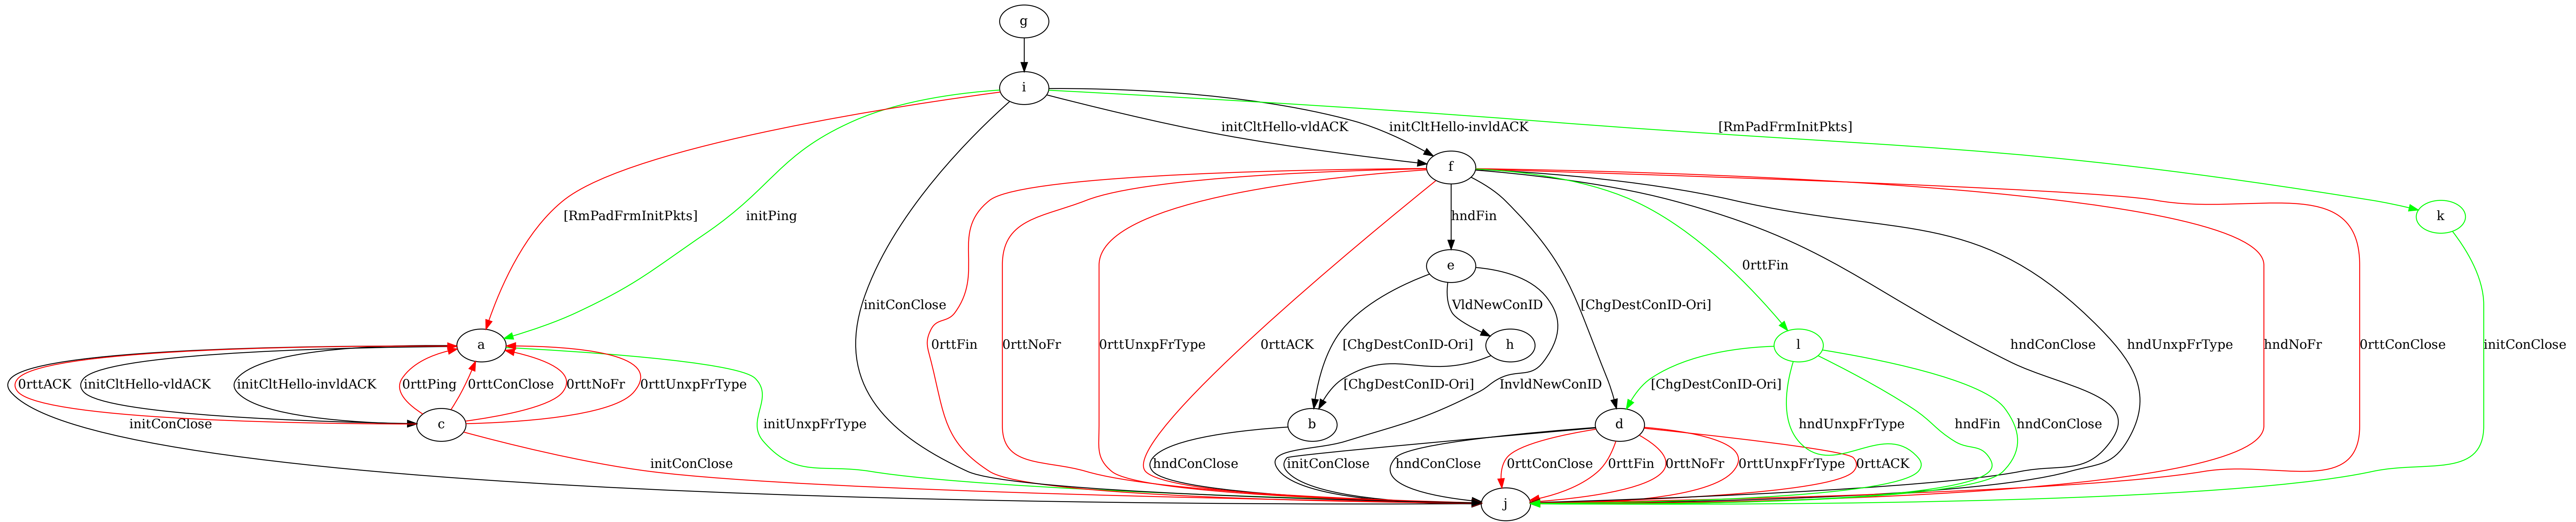 g
i
initCltHello-vldACK
initCltHello-invldACK
[RmPadFrmInitPkts]
f
[RmPadFrmInitPkts]
initPing
hndFin
k
0rttFin
e
initConClose
[ChgDestConID-Ori]
VldNewConID
a
0rttFin
0rttNoFr
0rttUnxpFrType
0rttACK
[ChgDestConID-Ori]
h
l
hndConClose
hndUnxpFrType
hndNoFr
0rttConClose
initConClose
0rttACK
initCltHello-vldACK
initCltHello-invldACK
0rttPing
0rttConClose
0rttNoFr
0rttUnxpFrType
[ChgDestConID-Ori]
InvldNewConID
[ChgDestConID-Ori]
initConClose
c
initUnxpFrType
b
d
hndUnxpFrType
hndFin
hndConClose
initConClose
hndConClose
initConClose
hndConClose
0rttConClose
0rttFin
0rttNoFr
0rttUnxpFrType
0rttACK
j